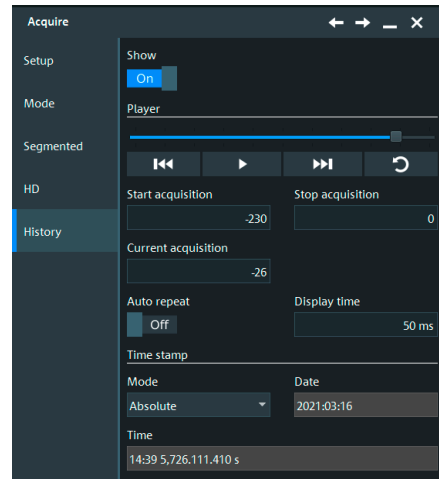 Acquire
Setup
Mode
Segmented
HD
History
Show
On
Player
Start acquisition Stop acquisition
-230 0
Current acquisition
-26
Auto repeat Display time
Off 50 ms
Time stamp
Mode Date
Absolute 2021:03:16
Time
14:39 5,726.111.410 s